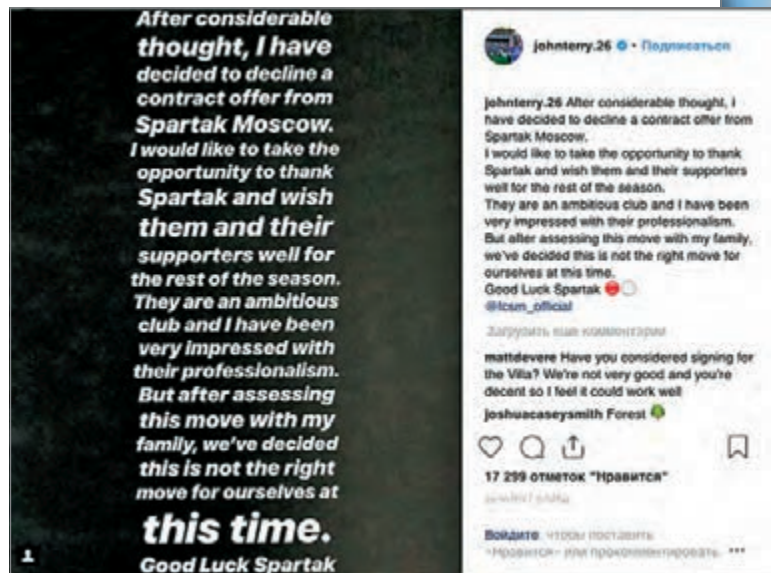 After considerable
thought, I have
decided to decline a
contract offer from
Spartak Moscow.
I would like to take the
opportunity to thank
Spartak and wish
them and their
supporters well for
the rest of the season.
They are an ambitious
club and I have been
very impressed with
their professionalism.
But after assessing
this move with my
family, we've decided
this is not the right
move for ourselves at
this time.
Good Luck Spartak
johnterry.26 • Подписаться
johnterry.26 After considerable thought, I
have decided to decline a contract offer from
Spartak Moscow.
I would like to take the opportunity to thank
Spartak and wish them and their supporters
well for the rest of the season.
They are an ambitious club and I have been
very impressed with their professionalism.
But after assessing this move with my family,
we've decided this is not the right move for
ourselves at this time.
Good Luck Spartak 🔴⚪
@fcsm_official
Загрузить еще комментарии
mattdevere Have you considered signing for
the Villa? We're not very good and you're
decent so I feel it could work well
joshuacaseysmith Forest 🌳
17 299 отметок "Нравится"
Войдите, чтобы поставить
«Нравится» или прокомментировать.